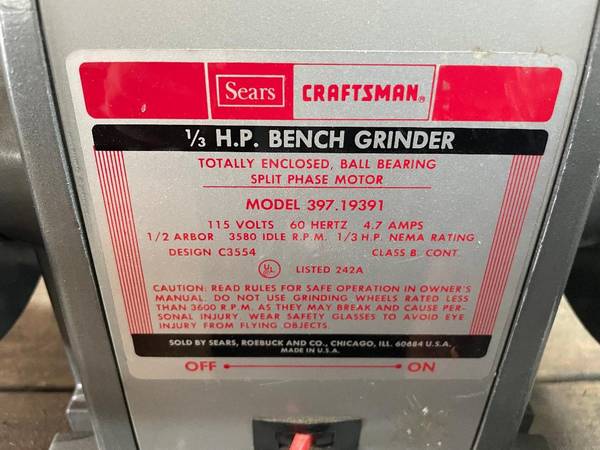 Sears CRAFTSMAN®
1/3 H.P. BENCH GRINDER
TOTALLY ENCLOSED, BALL BEARING
SPLIT PHASE MOTOR
MODEL 397.19391
115 VOLTS 60 HERTZ 4.7 AMPS
1/2 ARBOR 3580 IDLE R.P.M. 1/3 H.P. NEMA RATING
DESIGN C3554 CLASS B. CONT.
UL LISTED 242A
CAUTION: READ RULES FOR SAFE OPERATION IN OWNER'S
MANUAL. DO NOT USE GRINDING WHEELS RATED LESS
THAN 3600 R.P.M. AS THEY MAY BREAK AND CAUSE PER-
SONAL INJURY. WEAR SAFETY GLASSES TO AVOID EYE
INJURY FROM FLYING OBJECTS.
SOLD BY SEARS, ROEBUCK AND CO., CHICAGO, ILL. 60684 U.S.A.
MADE IN U.S.A.
OFF ON